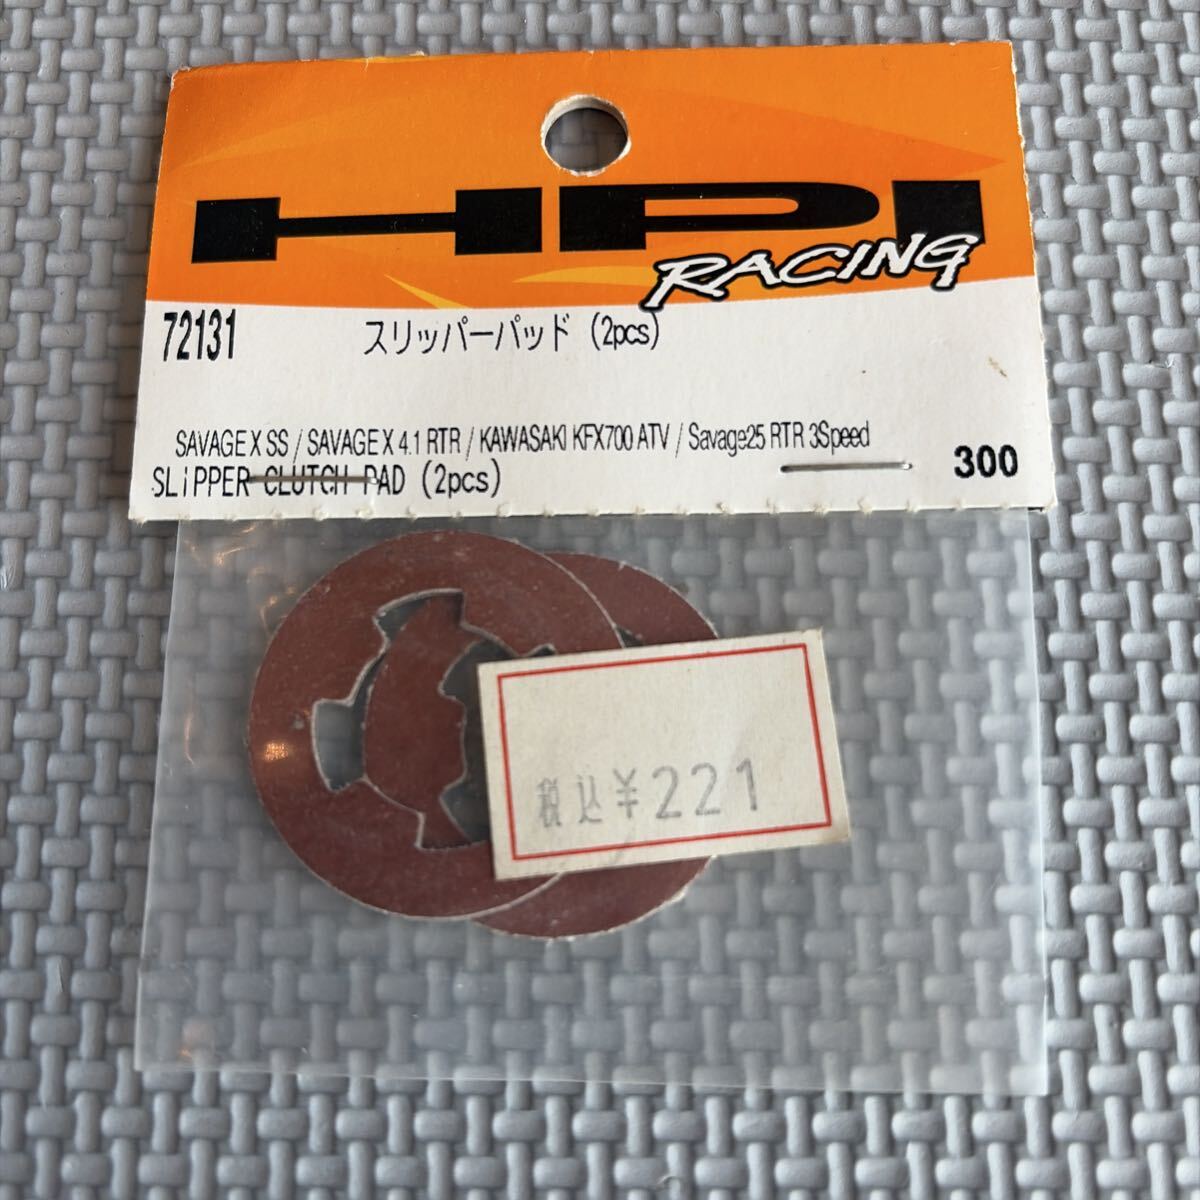 HPI
RACING
72131 スリッパーパッド (2pcs)
SAVAGE X SS / SAVAGE X 4.1 RTR / KAWASAKI KFX700 ATV / Savage25 RTR 3Speed
SLiPPER CLUTCH PAD (2pcs)
300
税込¥221